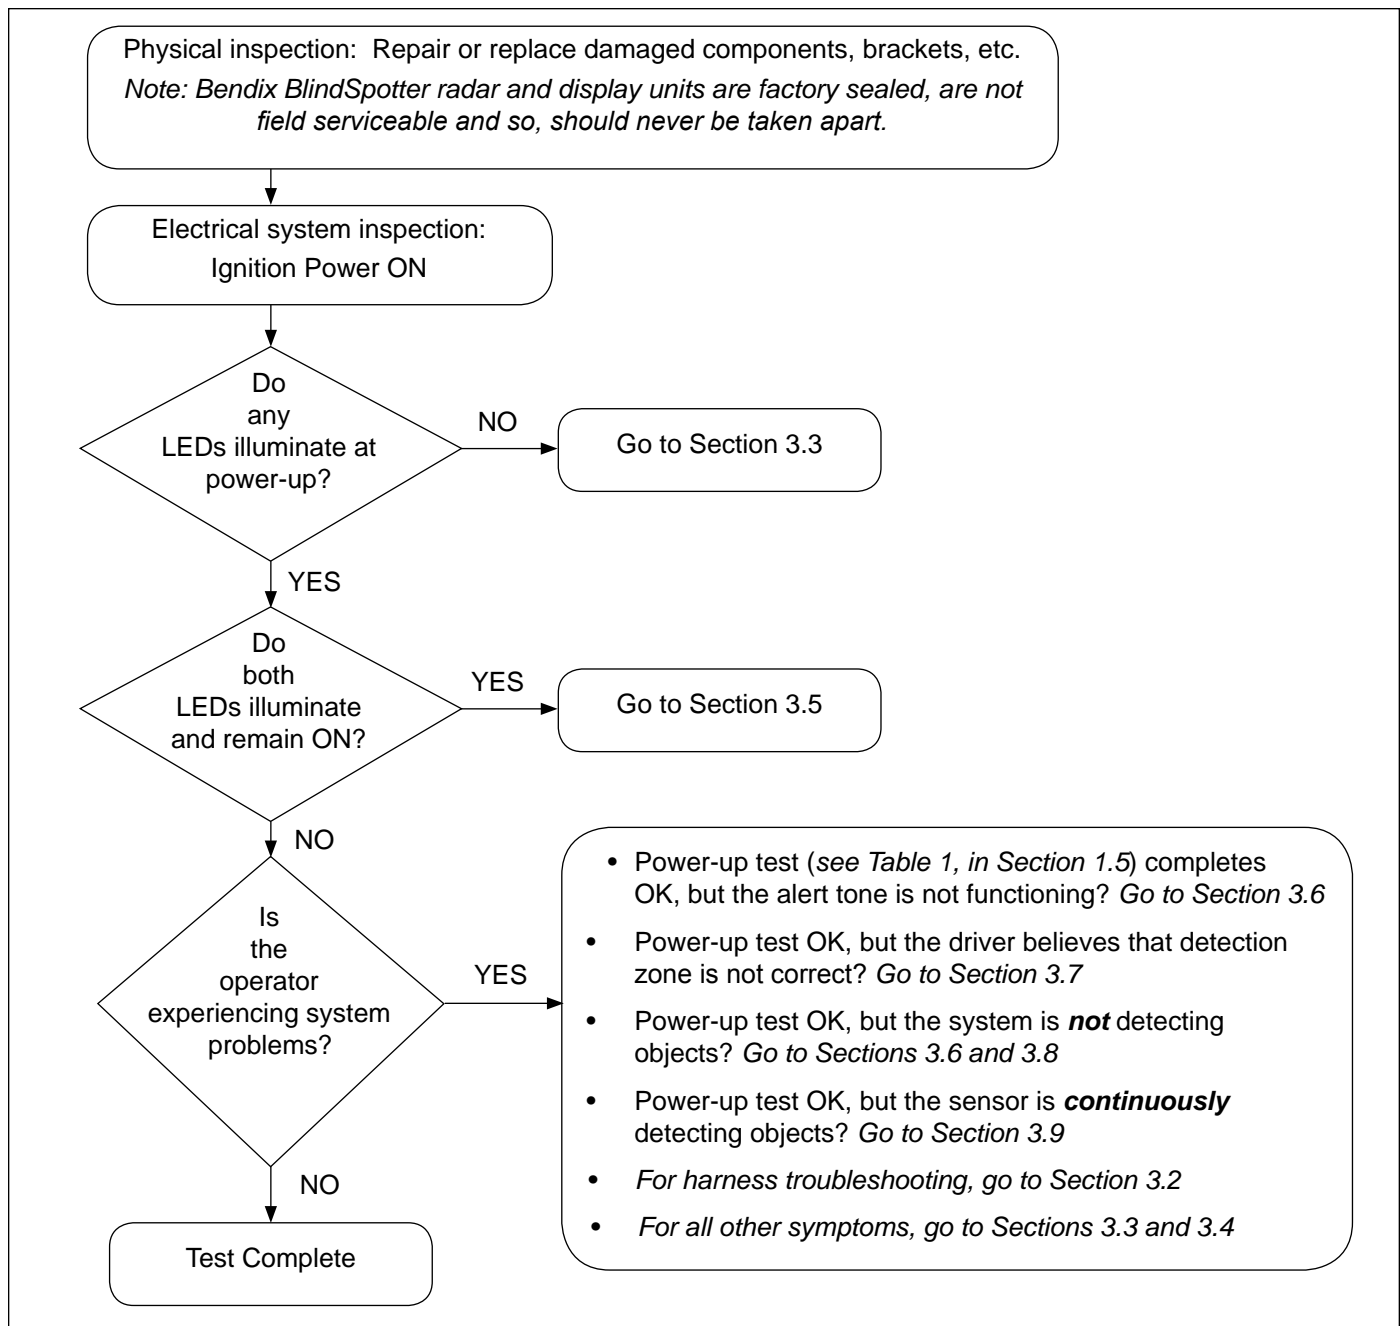 Physical inspection:  Repair or replace damaged components, brackets, etc.
Note: Bendix BlindSpotter radar and display units are factory sealed, are not
field serviceable and so, should never be taken apart.
Electrical system inspection:
Ignition Power ON
Do
any
LEDs illuminate at
power-up?
NO
Go to Section 3.3
YES
Do
both
LEDs illuminate
and remain ON?
YES
Go to Section 3.5
NO
Is
the
operator
experiencing system
problems?
YES
• Power-up test (see Table 1, in Section 1.5) completes
OK, but the alert tone is not functioning? Go to Section 3.6
• Power-up test OK, but the driver believes that detection
zone is not correct? Go to Section 3.7
• Power-up test OK, but the system is not detecting
objects? Go to Sections 3.6 and 3.8
• Power-up test OK, but the sensor is continuously
detecting objects? Go to Section 3.9
• For harness troubleshooting, go to Section 3.2
• For all other symptoms, go to Sections 3.3 and 3.4
NO
Test Complete